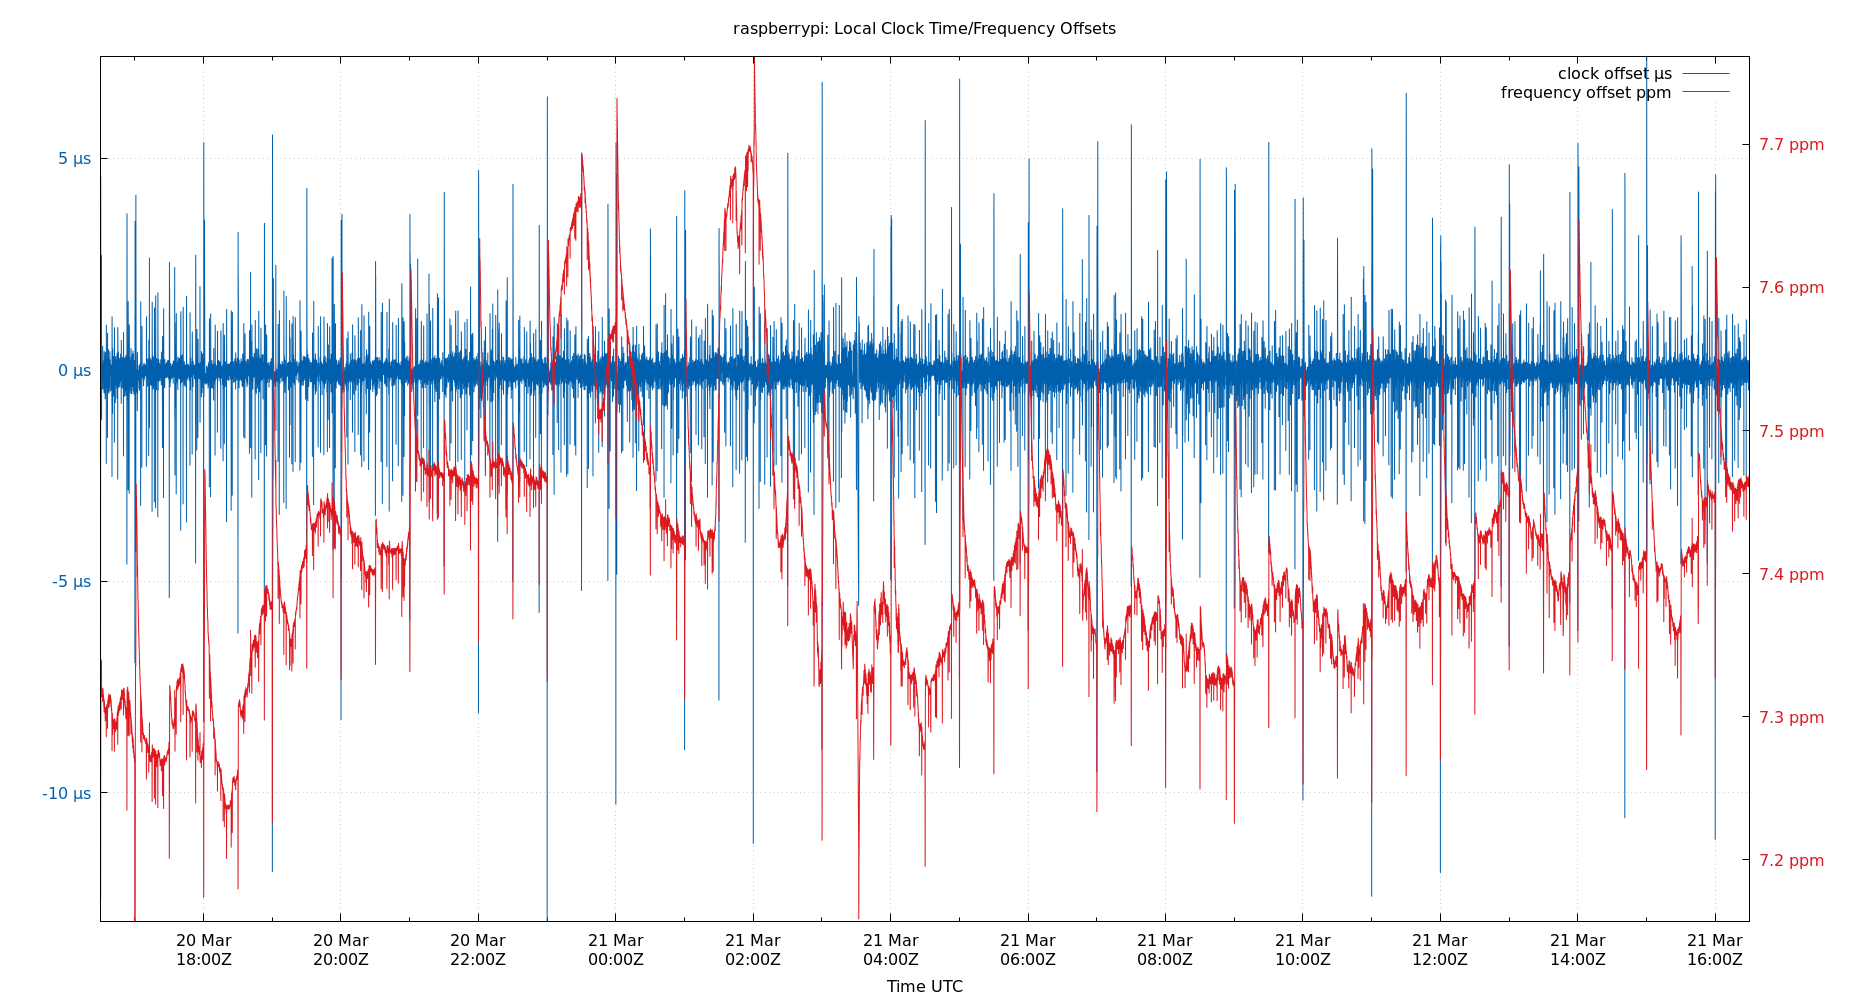 raspberrypi: Local Clock Time/Frequency Offsets
clock offset µs
frequency offset ppm
5 µs
0 µs
-5 µs
-10 µs
7.7 ppm
7.6 ppm
7.5 ppm
7.4 ppm
7.3 ppm
7.2 ppm
20 Mar 20 Mar 20 Mar 21 Mar 21 Mar 21 Mar 21 Mar 21 Mar 21 Mar 21 Mar 21 Mar 21 Mar
18:00Z 20:00Z 22:00Z 00:00Z 02:00Z 04:00Z 06:00Z 08:00Z 10:00Z 12:00Z 14:00Z 16:00Z
Time UTC